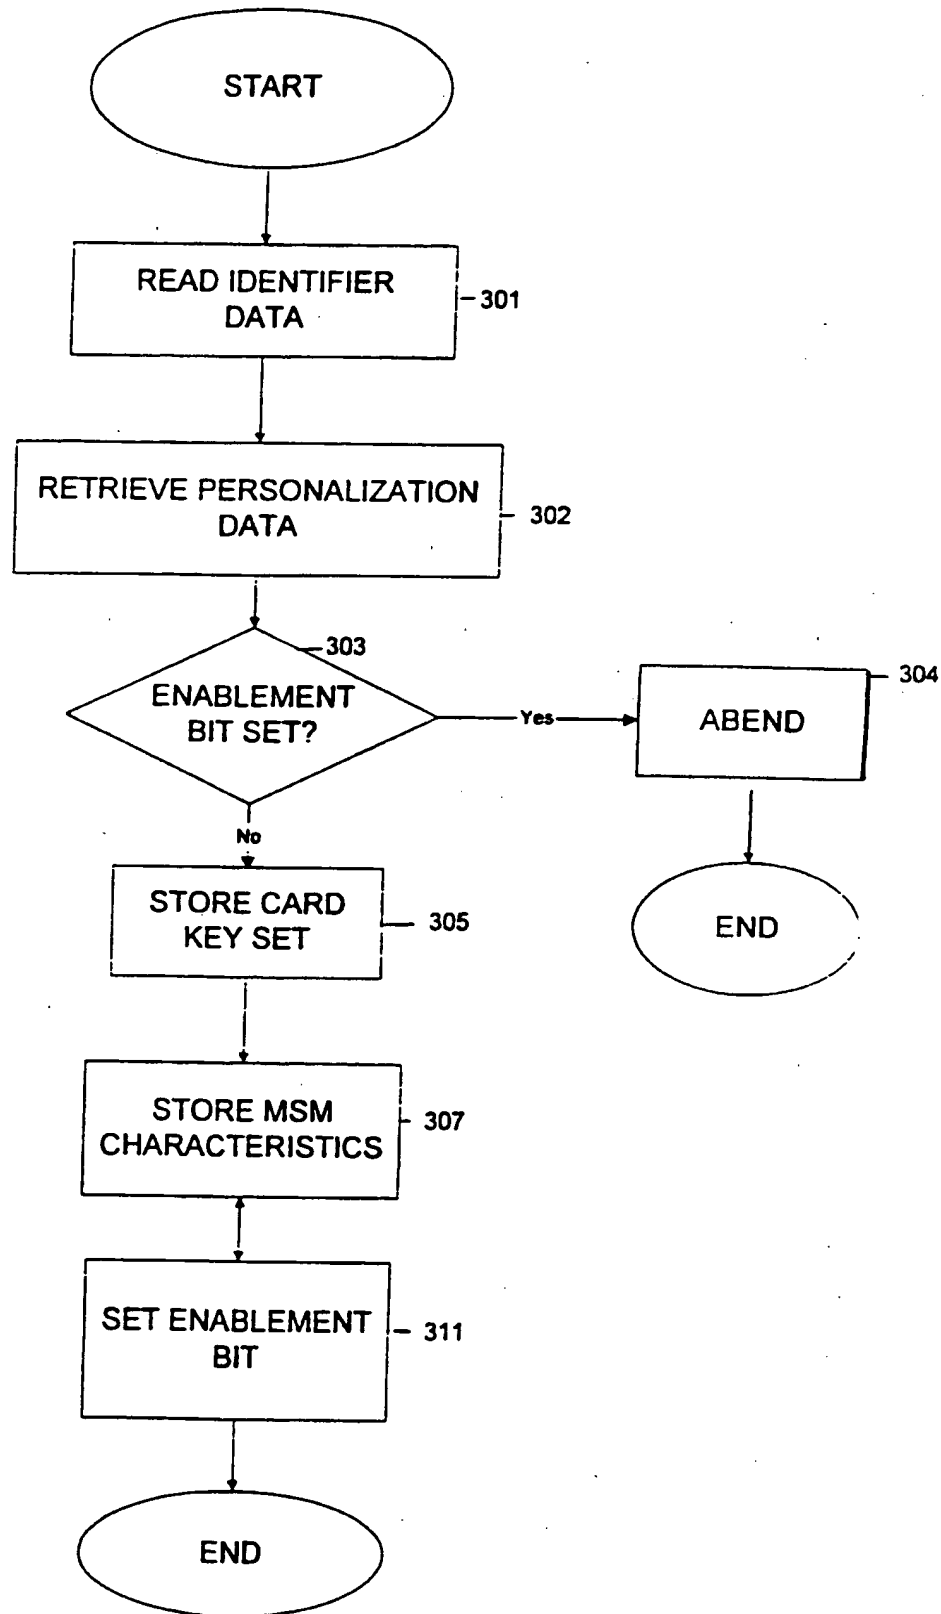 START
READ IDENTIFIER
DATA
301
RETRIEVE PERSONALIZATION
DATA
302
303
ENABLEMENT
BIT SET?
Yes
ABEND
304
No
END
STORE CARD
KEY SET
305
STORE MSM
CHARACTERISTICS
307
SET ENABLEMENT
BIT
311
END